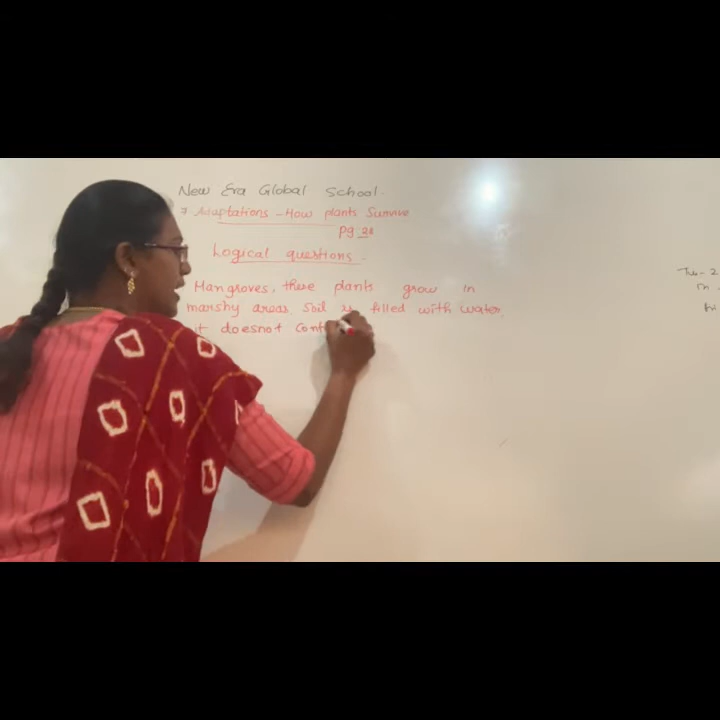 New Era Global School.
7 Adaptations - How plants Survive
pg 28
Logical questions.
Mangroves, these plants grow in
marshy areas. Soil is filled with water,
it doesnot